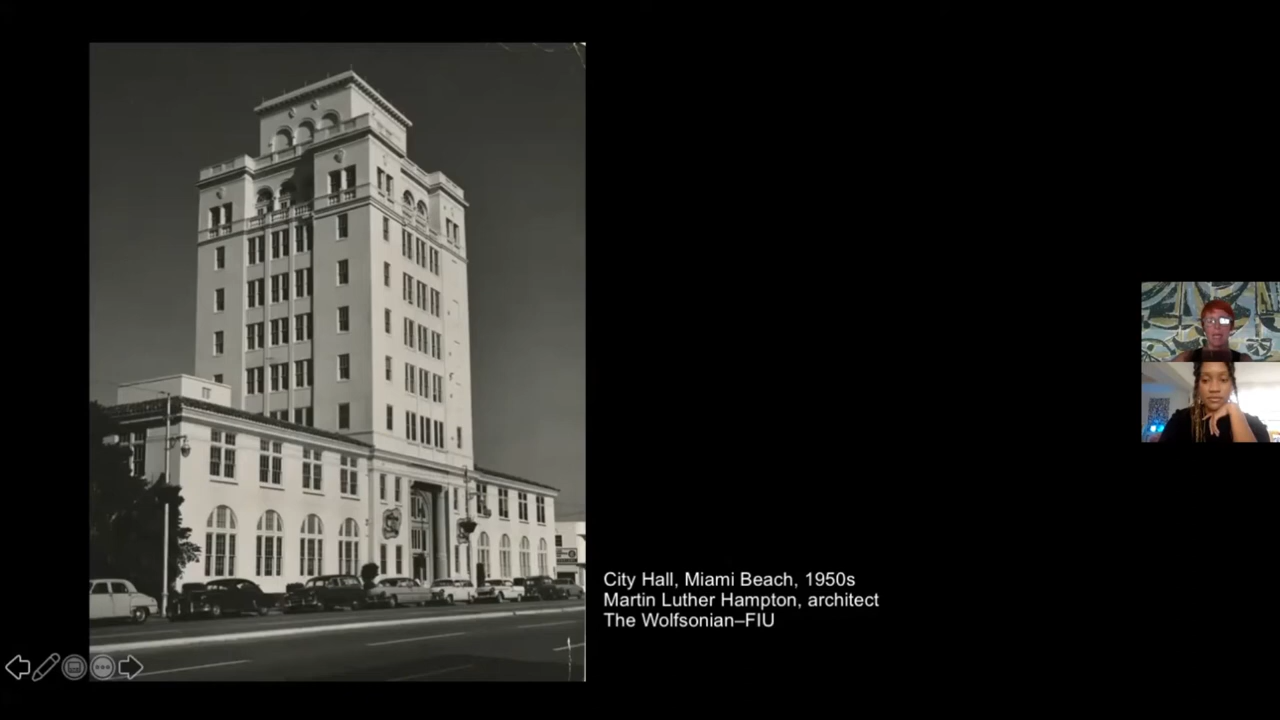 City Hall, Miami Beach, 1950s
Martin Luther Hampton, architect
The Wolfsonian–FIU